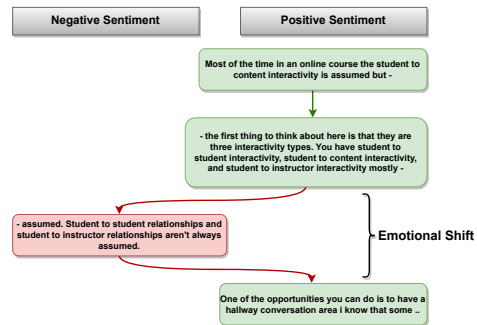 Negative Sentiment
Positive Sentiment
Most of the time in an online course the student to
content interactivity is assumed but -
- the first thing to think about here is that they are
three interactivity types. You have student to
student interactivity, student to content interactivity,
and student to instructor interactivity mostly -
- assumed. Student to student relationships and
student to instructor relationships aren't always
assumed.
Emotional Shift
One of the opportunities you can do is to have a
hallway conversation area i know that some ..